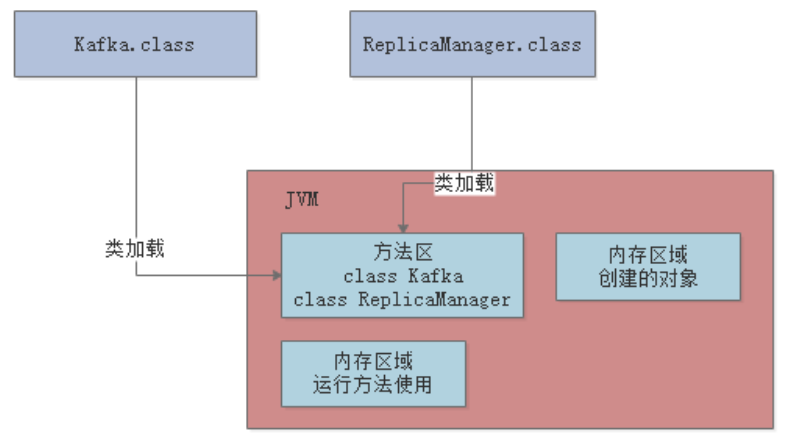 Kafka.class
ReplicaManager.class
类加载
JVM
类加载
方法区
class Kafka
class ReplicaManager
内存区域
创建的对象
内存区域
运行方法使用